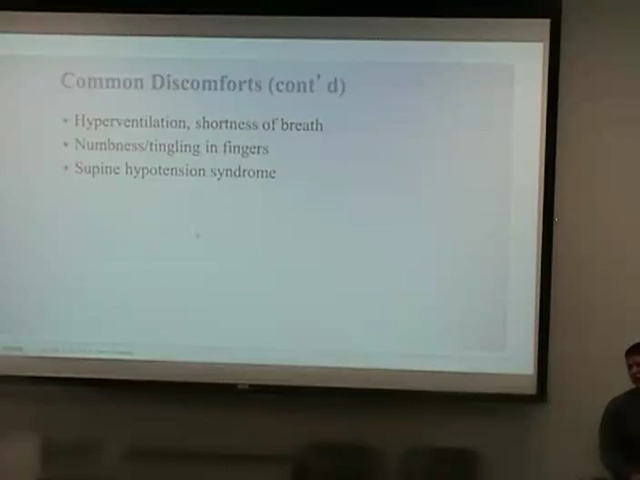 Common Discomforts (cont' d)
• Hyperventilation, shortness of breath
• Numbness/tingling in fingers
• Supine hypotension syndrome